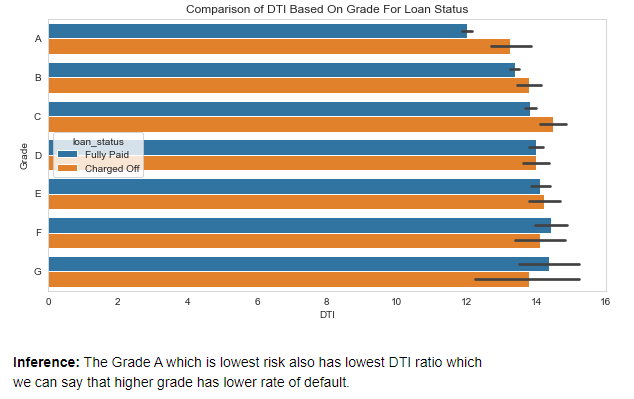 Comparison of DTI Based On Grade For Loan Status
Grade
A
B
C
D
E
F
G
loan_status
Fully Paid
Charged Off
0 2 4 6 8 10 12 14 16
DTI
Inference: The Grade A which is lowest risk also has lowest DTI ratio which
we can say that higher grade has lower rate of default.